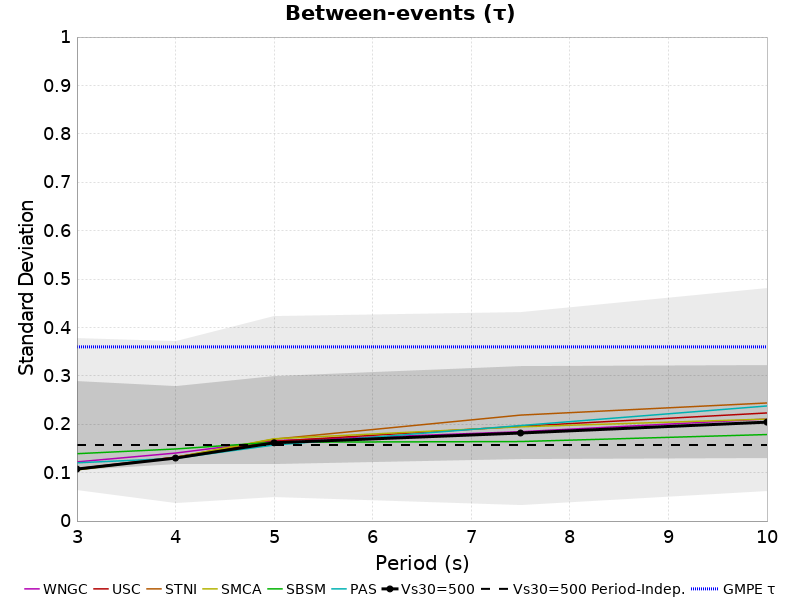 Between-events (τ)
Standard Deviation
1
0.9
0.8
0.7
0.6
0.5
0.4
0.3
0.2
0.1
0
3 4 5 6 7 8 9 10
Period (s)
WNGC USC STNI SMCA SBSM PAS Vs30=500 Vs30=500 Period-Indep. GMPE τ